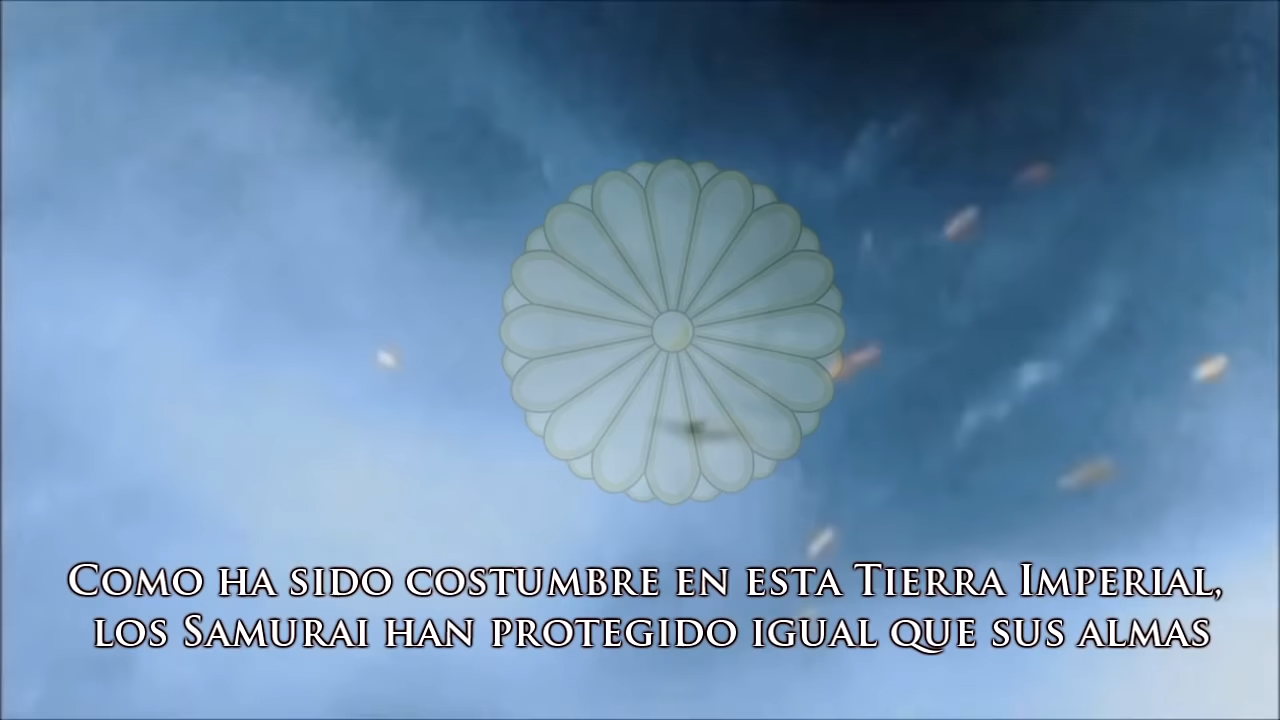 Como ha sido costumbre en esta Tierra Imperial,
los Samurai han protegido igual que sus almas